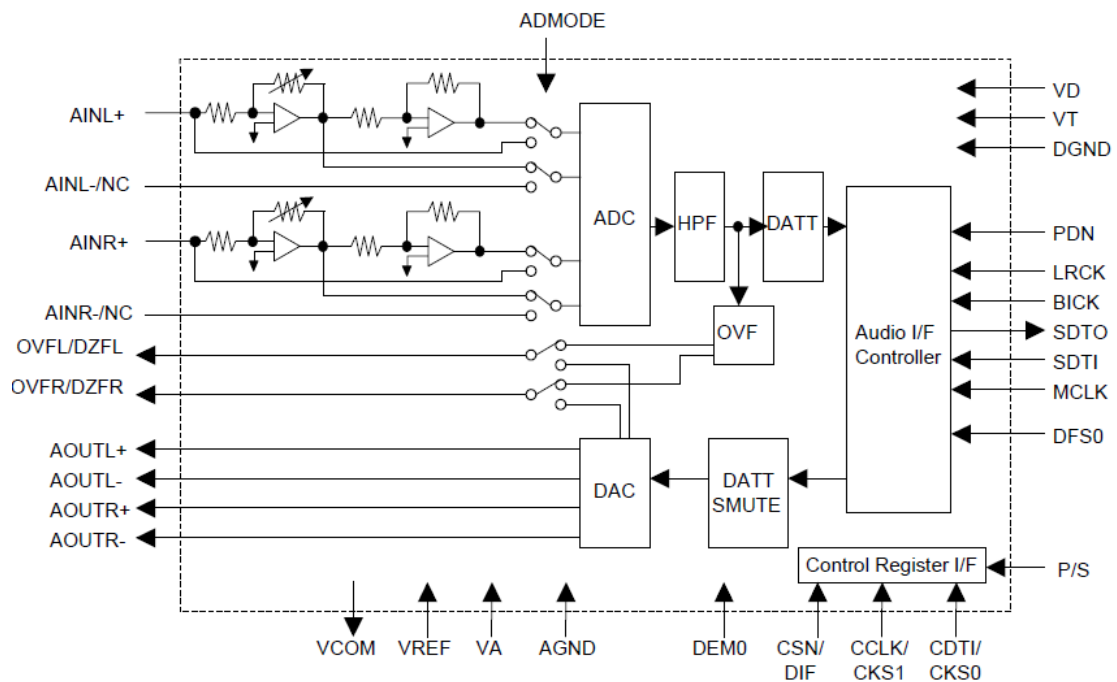 ADMODE
AINL+
AINL-/NC
AINR+
AINR-/NC
OVFL/DZFL
OVFR/DZFR
AOUTL+
AOUTL-
AOUTR+
AOUTR-
ADC
HPF
DATT
OVF
Audio I/F
Controller
DAC
DATT
SMUTE
Control Register I/F
VD
VT
DGND
PDN
LRCK
BICK
SDTO
SDTI
MCLK
DFS0
P/S
VCOM
VREF
VA
AGND
DEM0
CSN/
DIF
CCLK/
CKS1
CDTI/
CKS0